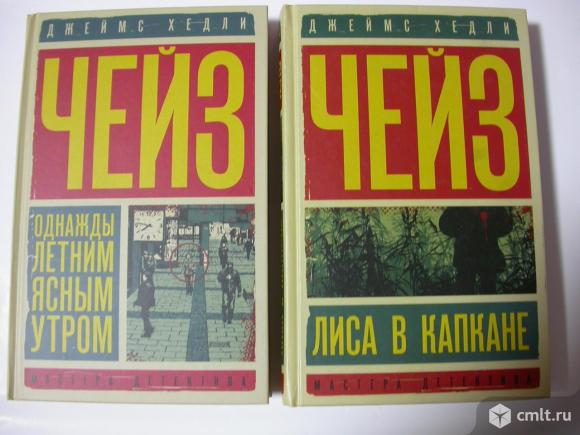 ДЖЕЙМС ХЕДЛИ
ЧЕЙЗ
ОДНАЖДЫ
ЛЕТНИМ
ЯСНЫМ
УТРОМ
МАСТЕРА ДЕТЕКТИВА
ДЖЕЙМС ХЕДЛИ
ЧЕЙЗ
ЛИСА В КАПКАНЕ
МАСТЕРА ДЕТЕКТИВА
cmlt.ru